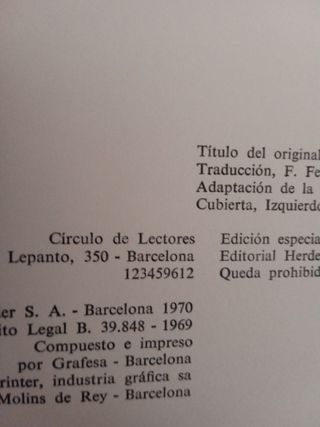 Título del original
Traducción, F.
Adaptación de la
Cubierta, Izquierdo
Círculo de Lectores
Lepanto, 350 - Barcelona
123459612
Edición especia
Editorial Herde
Queda prohibid
er S. A. - Barcelona 1970
ito Legal B. 39.848 - 1969
Compuesto e impreso
por Grafesa - Barcelona
rinter, industria gráfica sa
Molins de Rey - Barcelona